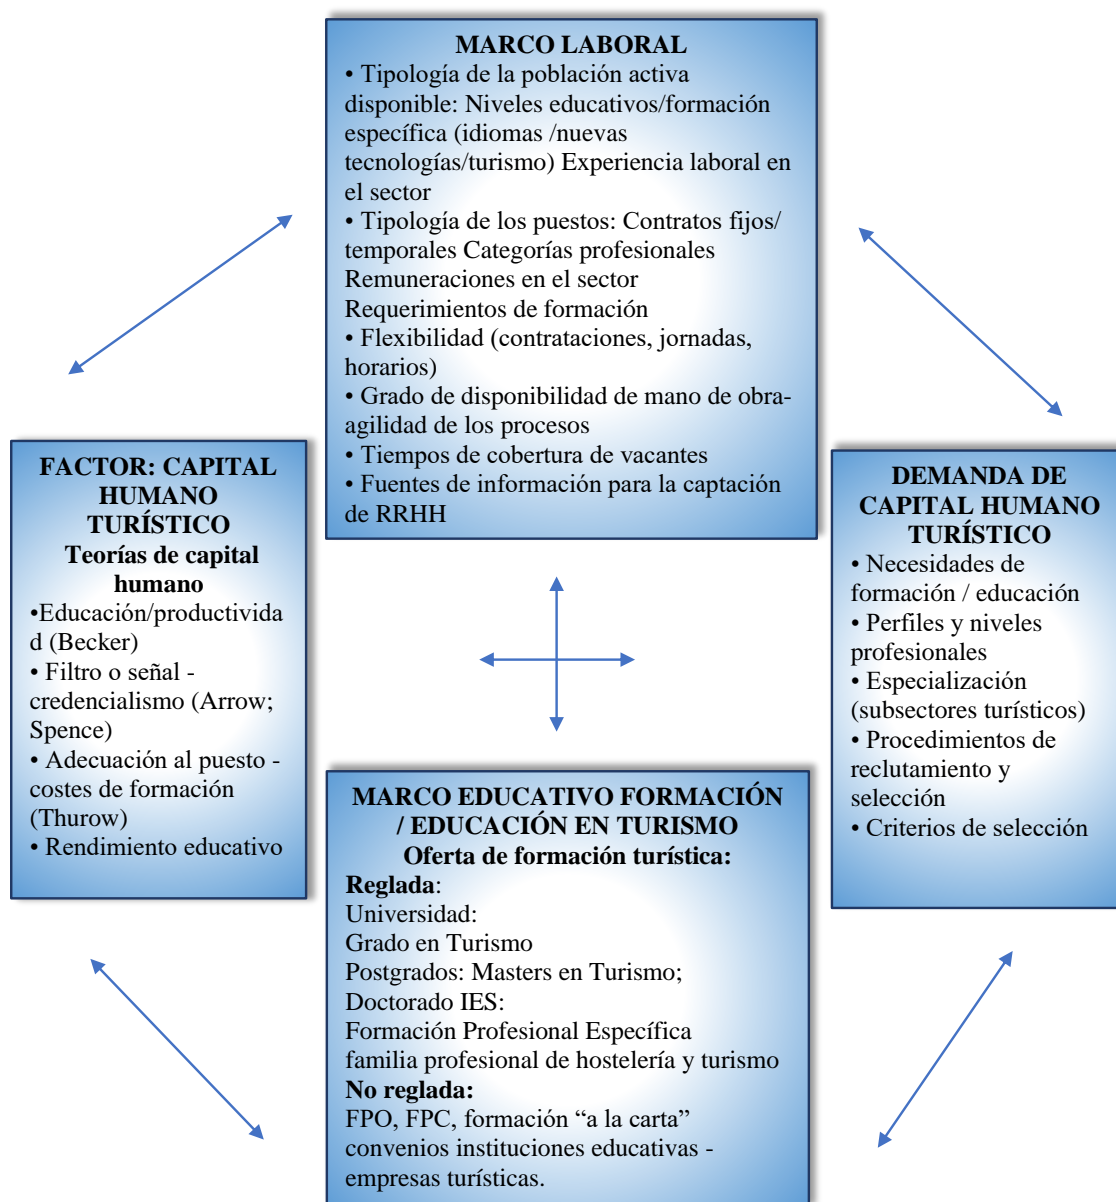 MARCO LABORAL
• Tipología de la población activa
disponible: Niveles educativos/formación
específica (idiomas /nuevas
tecnologías/turismo) Experiencia laboral en
el sector
• Tipología de los puestos: Contratos fijos/
temporales Categorías profesionales
Remuneraciones en el sector
Requerimientos de formación
• Flexibilidad (contrataciones, jornadas,
horarios)
• Grado de disponibilidad de mano de obra-
agilidad de los procesos
• Tiempos de cobertura de vacantes
• Fuentes de información para la captación
de RRHH
FACTOR: CAPITAL
HUMANO
TURÍSTICO
Teorías de capital
humano
•Educación/productivida
d (Becker)
• Filtro o señal -
credencialismo (Arrow;
Spence)
• Adecuación al puesto -
costes de formación
(Thurow)
• Rendimiento educativo
DEMANDA DE
CAPITAL HUMANO
TURÍSTICO
• Necesidades de
formación / educación
• Perfiles y niveles
profesionales
• Especialización
(subsectores turísticos)
• Procedimientos de
reclutamiento y
selección
• Criterios de selección
MARCO EDUCATIVO FORMACIÓN
/ EDUCACIÓN EN TURISMO
Oferta de formación turística:
Reglada:
Universidad:
Grado en Turismo
Postgrados: Masters en Turismo;
Doctorado IES:
Formación Profesional Específica
familia profesional de hostelería y turismo
No reglada:
FPO, FPC, formación “a la carta”
convenios instituciones educativas -
empresas turísticas.